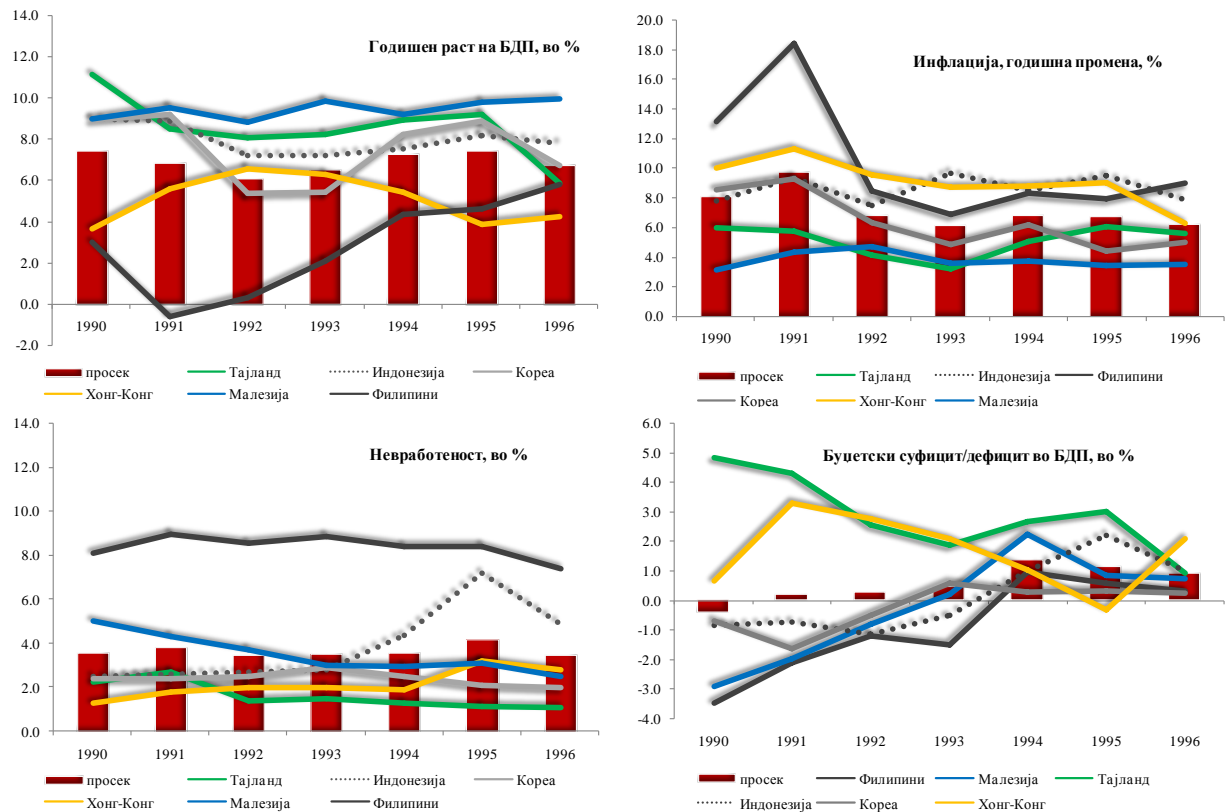 Годишен раст на БДП, во %
14.0
12.0
10.0
8.0
6.0
4.0
2.0
0.0
-2.0
1990 1991 1992 1993 1994 1995 1996
просек Тајланд Индонезија Кореа
Хонг-Конг Малезија Филипини
Инфлација, годишна промена, %
20.0
18.0
16.0
14.0
12.0
10.0
8.0
6.0
4.0
2.0
0.0
1990 1991 1992 1993 1994 1995 1996
просек Тајланд Индонезија Филипини
Кореа Хонг-Конг Малезија
Невработеност, во %
14.0
12.0
10.0
8.0
6.0
4.0
2.0
0.0
1990 1991 1992 1993 1994 1995 1996
просек Тајланд Индонезија Кореа
Хонг-Конг Малезија Филипини
Буџетски суфицит/дефицит во БДП, во %
6.0
5.0
4.0
3.0
2.0
1.0
0.0
-1.0
-2.0
-3.0
-4.0
1990 1991 1992 1993 1994 1995 1996
просек Филипини Малезија Тајланд
Индонезија Кореа Хонг-Конг